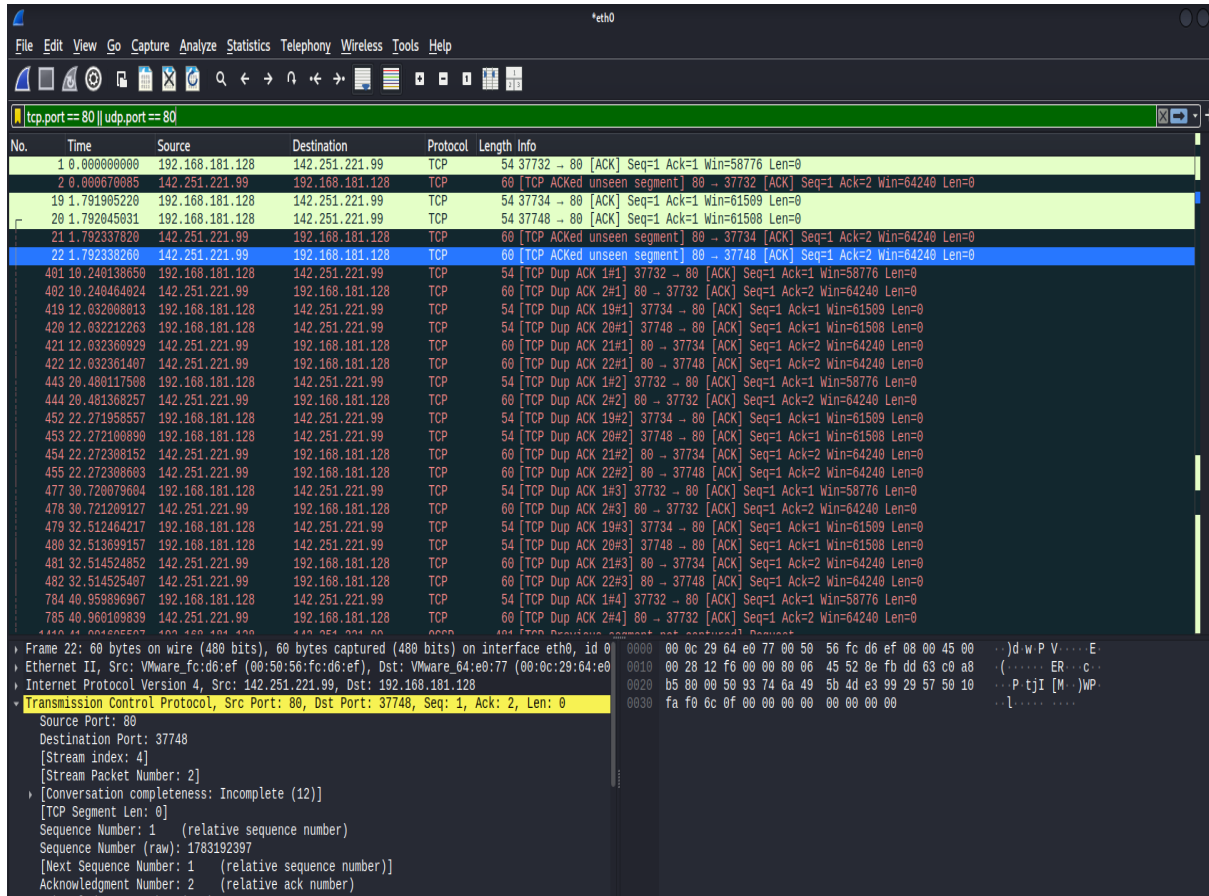 *eth0
File Edit View Go Capture Analyze Statistics Telephony Wireless Tools Help
tcp.port == 80 || udp.port == 80
No. Time Source Destination Protocol Length Info
1 0.000000000 192.168.181.128 142.251.221.99 TCP 54 37732 → 80 [ACK] Seq=1 Ack=1 Win=58776 Len=0
2 0.000670085 142.251.221.99 192.168.181.128 TCP 60 [TCP ACKed unseen segment] 80 → 37732 [ACK] Seq=1 Ack=2 Win=64240 Len=0
19 1.791905220 192.168.181.128 142.251.221.99 TCP 54 37734 → 80 [ACK] Seq=1 Ack=1 Win=61509 Len=0
20 1.792045031 192.168.181.128 142.251.221.99 TCP 54 37748 → 80 [ACK] Seq=1 Ack=1 Win=61508 Len=0
21 1.792337820 142.251.221.99 192.168.181.128 TCP 60 [TCP ACKed unseen segment] 80 → 37734 [ACK] Seq=1 Ack=2 Win=64240 Len=0
22 1.792338260 142.251.221.99 192.168.181.128 TCP 60 [TCP ACKed unseen segment] 80 → 37748 [ACK] Seq=1 Ack=2 Win=64240 Len=0
401 10.240138650 192.168.181.128 142.251.221.99 TCP 54 [TCP Dup ACK 1#1] 37732 → 80 [ACK] Seq=1 Ack=1 Win=58776 Len=0
402 10.240464024 142.251.221.99 192.168.181.128 TCP 60 [TCP Dup ACK 2#1] 80 → 37732 [ACK] Seq=1 Ack=2 Win=64240 Len=0
419 12.032008013 192.168.181.128 142.251.221.99 TCP 54 [TCP Dup ACK 19#1] 37734 → 80 [ACK] Seq=1 Ack=1 Win=61509 Len=0
420 12.032212263 192.168.181.128 142.251.221.99 TCP 54 [TCP Dup ACK 20#1] 37748 → 80 [ACK] Seq=1 Ack=1 Win=61508 Len=0
421 12.032360929 142.251.221.99 192.168.181.128 TCP 60 [TCP Dup ACK 21#1] 80 → 37734 [ACK] Seq=1 Ack=2 Win=64240 Len=0
422 12.032361407 142.251.221.99 192.168.181.128 TCP 60 [TCP Dup ACK 22#1] 80 → 37748 [ACK] Seq=1 Ack=2 Win=64240 Len=0
443 20.480117508 192.168.181.128 142.251.221.99 TCP 54 [TCP Dup ACK 1#2] 37732 → 80 [ACK] Seq=1 Ack=1 Win=58776 Len=0
444 20.481368257 142.251.221.99 192.168.181.128 TCP 60 [TCP Dup ACK 2#2] 80 → 37732 [ACK] Seq=1 Ack=2 Win=64240 Len=0
452 22.271958557 192.168.181.128 142.251.221.99 TCP 54 [TCP Dup ACK 19#2] 37734 → 80 [ACK] Seq=1 Ack=1 Win=61509 Len=0
453 22.272100890 192.168.181.128 142.251.221.99 TCP 54 [TCP Dup ACK 20#2] 37748 → 80 [ACK] Seq=1 Ack=1 Win=61508 Len=0
454 22.272308152 142.251.221.99 192.168.181.128 TCP 60 [TCP Dup ACK 21#2] 80 → 37734 [ACK] Seq=1 Ack=2 Win=64240 Len=0
455 22.272308603 142.251.221.99 192.168.181.128 TCP 60 [TCP Dup ACK 22#2] 80 → 37748 [ACK] Seq=1 Ack=2 Win=64240 Len=0
477 30.720079604 192.168.181.128 142.251.221.99 TCP 54 [TCP Dup ACK 1#3] 37732 → 80 [ACK] Seq=1 Ack=1 Win=58776 Len=0
478 30.721209127 142.251.221.99 192.168.181.128 TCP 60 [TCP Dup ACK 2#3] 80 → 37732 [ACK] Seq=1 Ack=2 Win=64240 Len=0
479 32.512464217 192.168.181.128 142.251.221.99 TCP 54 [TCP Dup ACK 19#3] 37734 → 80 [ACK] Seq=1 Ack=1 Win=61509 Len=0
480 32.513699157 192.168.181.128 142.251.221.99 TCP 54 [TCP Dup ACK 20#3] 37748 → 80 [ACK] Seq=1 Ack=1 Win=61508 Len=0
481 32.514524852 142.251.221.99 192.168.181.128 TCP 60 [TCP Dup ACK 21#3] 80 → 37734 [ACK] Seq=1 Ack=2 Win=64240 Len=0
482 32.514525407 142.251.221.99 192.168.181.128 TCP 60 [TCP Dup ACK 22#3] 80 → 37748 [ACK] Seq=1 Ack=2 Win=64240 Len=0
784 40.959896967 192.168.181.128 142.251.221.99 TCP 54 [TCP Dup ACK 1#4] 37732 → 80 [ACK] Seq=1 Ack=1 Win=58776 Len=0
785 40.960109839 142.251.221.99 192.168.181.128 TCP 60 [TCP Dup ACK 2#4] 80 → 37732 [ACK] Seq=1 Ack=2 Win=64240 Len=0
Frame 22: 60 bytes on wire (480 bits), 60 bytes captured (480 bits) on interface eth0, id 0
Ethernet II, Src: VMware_fc:d6:ef (00:50:56:fc:d6:ef), Dst: VMware_64:e0:77 (00:0c:29:64:e0
Internet Protocol Version 4, Src: 142.251.221.99, Dst: 192.168.181.128
Transmission Control Protocol, Src Port: 80, Dst Port: 37748, Seq: 1, Ack: 2, Len: 0
Source Port: 80
Destination Port: 37748
[Stream index: 4]
[Stream Packet Number: 2]
[Conversation completeness: Incomplete (12)]
[TCP Segment Len: 0]
Sequence Number: 1 (relative sequence number)
Sequence Number (raw): 1783192397
[Next Sequence Number: 1 (relative sequence number)]
Acknowledgment Number: 2 (relative ack number)
0000 00 0c 29 64 e0 77 00 50 56 fc d6 ef 08 00 45 00 ··)d·w·P V·····E·
0010 00 28 12 f6 00 00 80 06 45 52 8e fb dd 63 c0 a8 ·(······ ER···c··
0020 b5 80 00 50 93 74 6a 49 5b 4d e3 99 29 57 50 10 ···P·tjI [M··)WP·
0030 fa f0 6c 0f 00 00 00 00 00 00 00 00 ··l····· ····